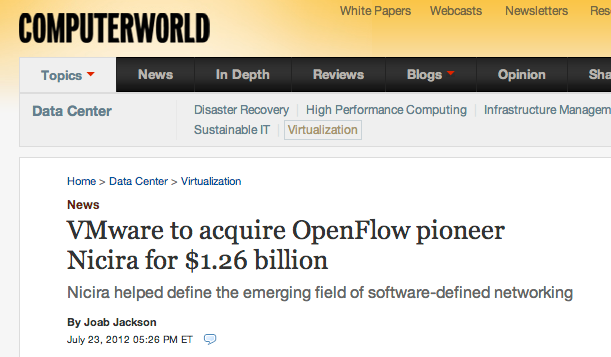 White Papers Webcasts Newsletters
COMPUTERWORLD
Topics News In Depth Reviews Blogs Opinion
Data Center Disaster Recovery High Performance Computing Infrastructure
Sustainable IT Virtualization
Home > Data Center > Virtualization
News
VMware to acquire OpenFlow pioneer
Nicira for $1.26 billion
Nicira helped define the emerging field of software-defined networking
By Joab Jackson
July 23, 2012 05:26 PM ET